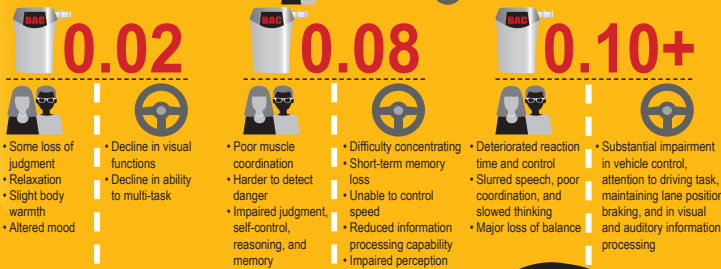 BAC
0.02
• Some loss of
judgment
• Relaxation
• Slight body
warmth
• Altered mood
• Decline in visual
functions
• Decline in ability
to multi-task
BAC
0.08
• Poor muscle
coordination
• Harder to detect
danger
• Impaired judgment,
self-control,
reasoning, and
memory
• Difficulty concentrating
• Short-term memory
loss
• Unable to control
speed
• Reduced information
processing capability
• Impaired perception
BAC
0.10+
• Deteriorated reaction
time and control
• Slurred speech, poor
coordination, and
slowed thinking
• Major loss of balance
• Substantial impairment
in vehicle control,
attention to driving task,
maintaining lane position
braking, and in visual
and auditory information
processing